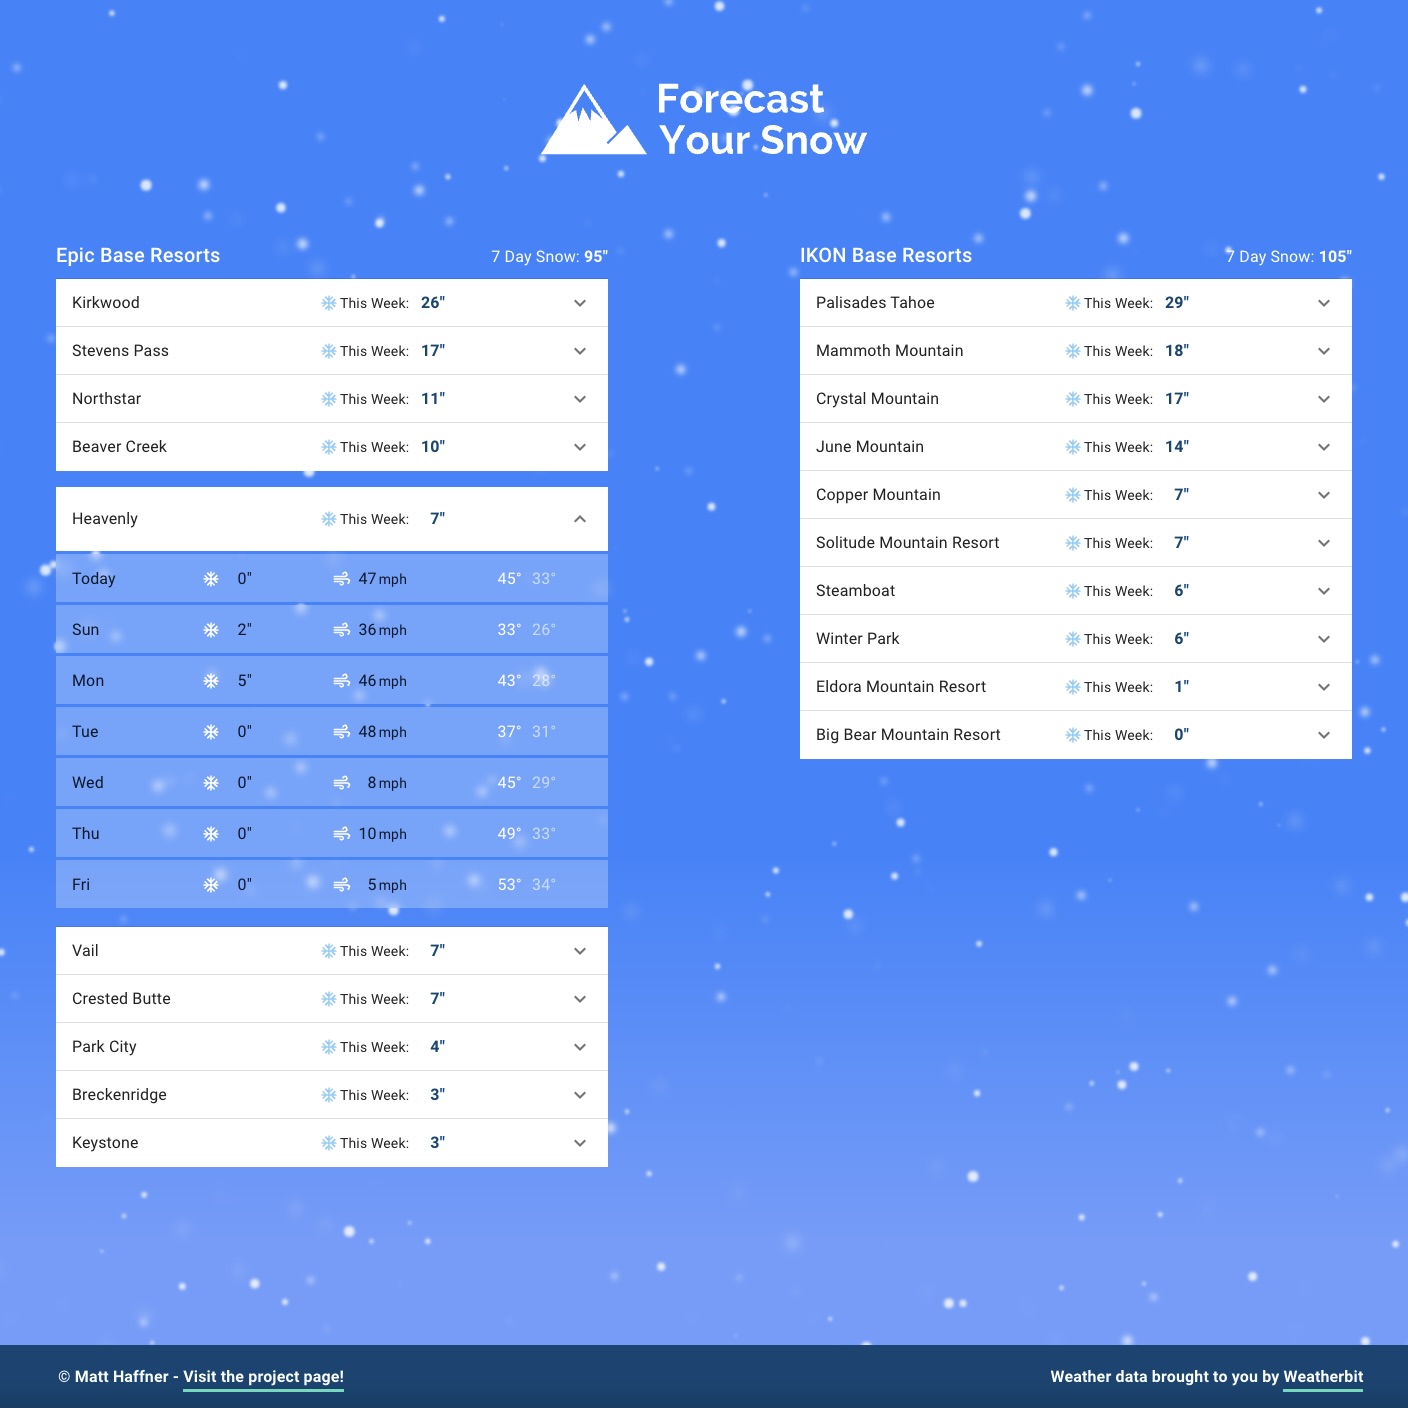 Forecast
Your Snow
Epic Base Resorts 7 Day Snow: 95"
Kirkwood This Week: 26"
Stevens Pass This Week: 17"
Northstar This Week: 11"
Beaver Creek This Week: 10"
Heavenly This Week: 7"
Today 0" 47 mph 45° 33°
Sun 2" 36 mph 33° 26°
Mon 5" 46 mph 43° 28°
Tue 0" 48 mph 37° 31°
Wed 0" 8 mph 45° 29°
Thu 0" 10 mph 49° 33°
Fri 0" 5 mph 53° 34°
Vail This Week: 7"
Crested Butte This Week: 7"
Park City This Week: 4"
Breckenridge This Week: 3"
Keystone This Week: 3"
IKON Base Resorts 7 Day Snow: 105"
Palisades Tahoe This Week: 29"
Mammoth Mountain This Week: 18"
Crystal Mountain This Week: 17"
June Mountain This Week: 14"
Copper Mountain This Week: 7"
Solitude Mountain Resort This Week: 7"
Steamboat This Week: 6"
Winter Park This Week: 6"
Eldora Mountain Resort This Week: 1"
Big Bear Mountain Resort This Week: 0"
© Matt Haffner - Visit the project page!
Weather data brought to you by Weatherbit